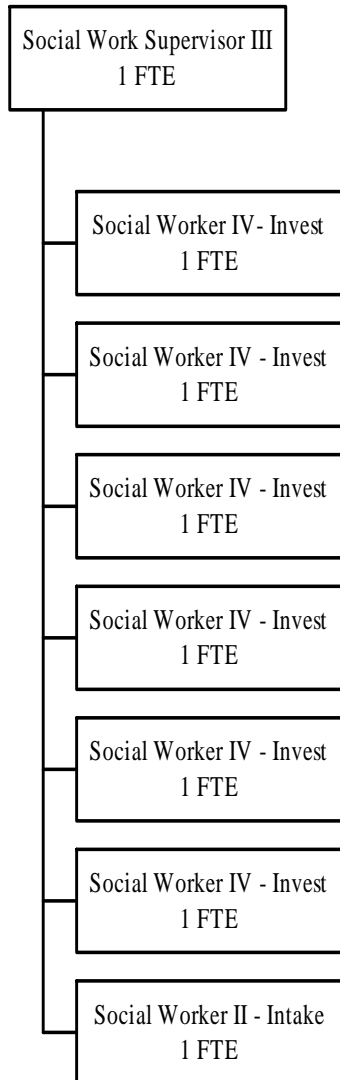 Social Work Supervisor III
1 FTE
Social Worker IV- Invest
1 FTE
Social Worker IV - Invest
1 FTE
Social Worker IV - Invest
1 FTE
Social Worker IV - Invest
1 FTE
Social Worker IV - Invest
1 FTE
Social Worker IV - Invest
1 FTE
Social Worker II - Intake
1 FTE